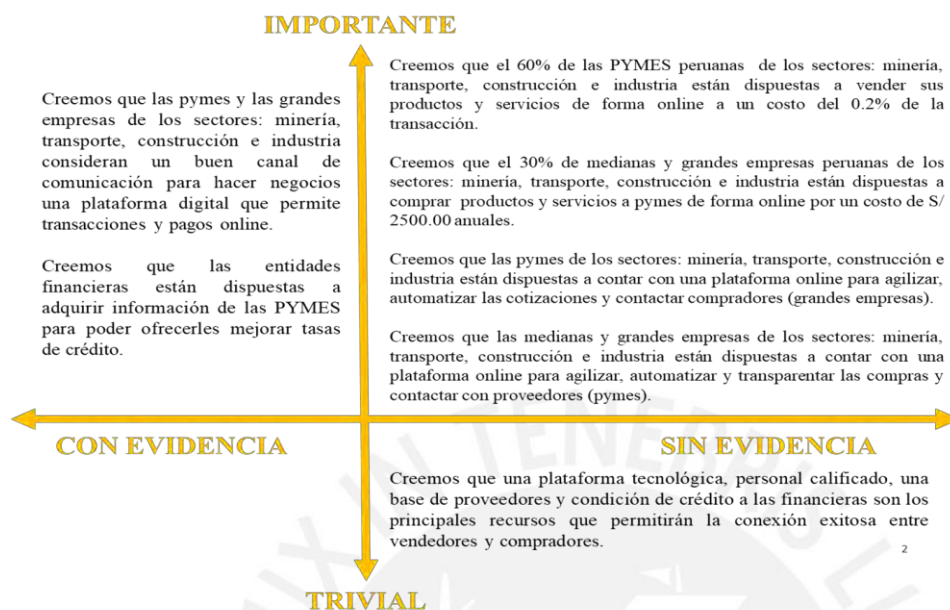 IMPORTANTE
Creemos que las pymes y las grandes
empresas de los sectores: minería,
transporte, construcción e industria
consideran un buen canal de
comunicación para hacer negocios
una plataforma digital que permite
transacciones y pagos online.
Creemos que las entidades
financieras están dispuestas a
adquirir información de las PYMES
para poder ofrecerles mejorar tasas
de crédito.
Creemos que el 60% de las PYMES peruanas de los sectores: minería,
transporte, construcción e industria están dispuestas a vender sus
productos y servicios de forma online a un costo del 0.2% de la
transacción.
Creemos que el 30% de medianas y grandes empresas peruanas de los
sectores: minería, transporte, construcción e industria están dispuestas a
comprar productos y servicios a pymes de forma online por un costo de S/
2500.00 anuales.
Creemos que las pymes de los sectores: minería, transporte, construcción e
industria están dispuestas a contar con una plataforma online para agilizar,
automatizar las cotizaciones y contactar compradores (grandes empresas).
Creemos que las medianas y grandes empresas de los sectores: minería,
transporte, construcción e industria están dispuestas a contar con una
plataforma online para agilizar, automatizar y transparentar las compras y
contactar con proveedores (pymes).
CON EVIDENCIA
SIN EVIDENCIA
Creemos que una plataforma tecnológica, personal calificado, una
base de proveedores y condición de crédito a las financieras son los
principales recursos que permitirán la conexión exitosa entre
vendedores y compradores.
2
TRIVIAL
TENEBRIS